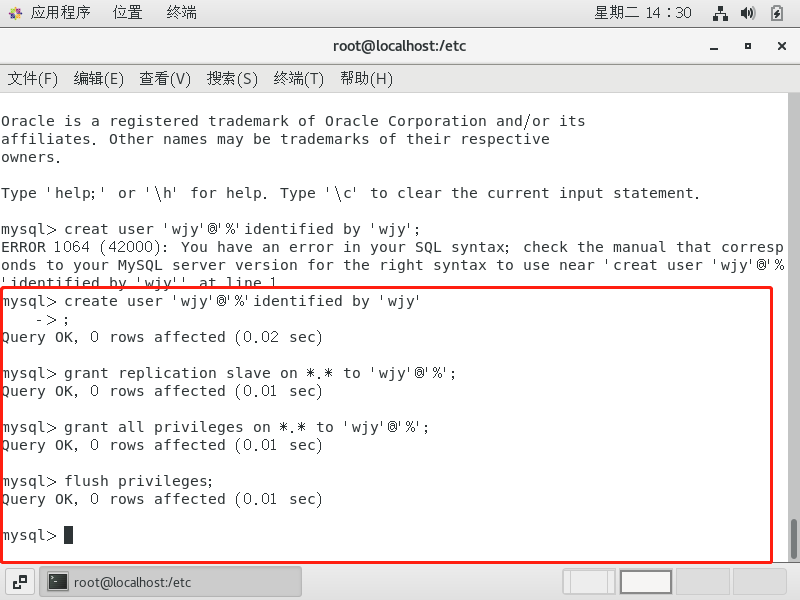 应用程序 位置 终端 星期二 14：30
root@localhost:/etc
文件(F) 编辑(E) 查看(V) 搜索(S) 终端(T) 帮助(H)
Oracle is a registered trademark of Oracle Corporation and/or its
affiliates. Other names may be trademarks of their respective
owners.
Type 'help;' or '\h' for help. Type '\c' to clear the current input statement.
mysql> creat user 'wjy'@'%'identified by 'wjy';
ERROR 1064 (42000): You have an error in your SQL syntax; check the manual that corresp
onds to your MySQL server version for the right syntax to use near 'creat user 'wjy'@'%
'identified by 'wjy'' at line 1
mysql> create user 'wjy'@'%'identified by 'wjy'
    -> ;
Query OK, 0 rows affected (0.02 sec)
mysql> grant replication slave on *.* to 'wjy'@'%';
Query OK, 0 rows affected (0.01 sec)
mysql> grant all privileges on *.* to 'wjy'@'%';
Query OK, 0 rows affected (0.01 sec)
mysql> flush privileges;
Query OK, 0 rows affected (0.01 sec)
mysql>
root@localhost:/etc